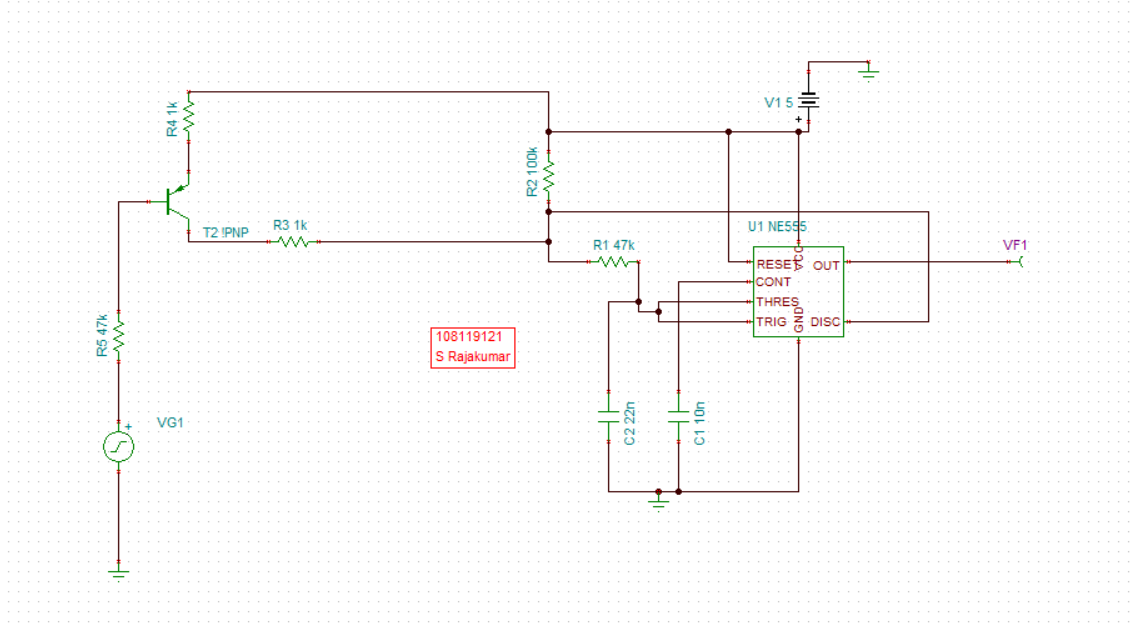 R4 1k
V1 5
+
R2 100k
T2 !PNP
R3 1k
R1 47k
U1 NE555
VF1
RESET
VCC
OUT
CONT
THRES
TRIG
GND
DISC
R5 47k
108119121
S Rajakumar
VG1
+
C2 22n
C1 10n